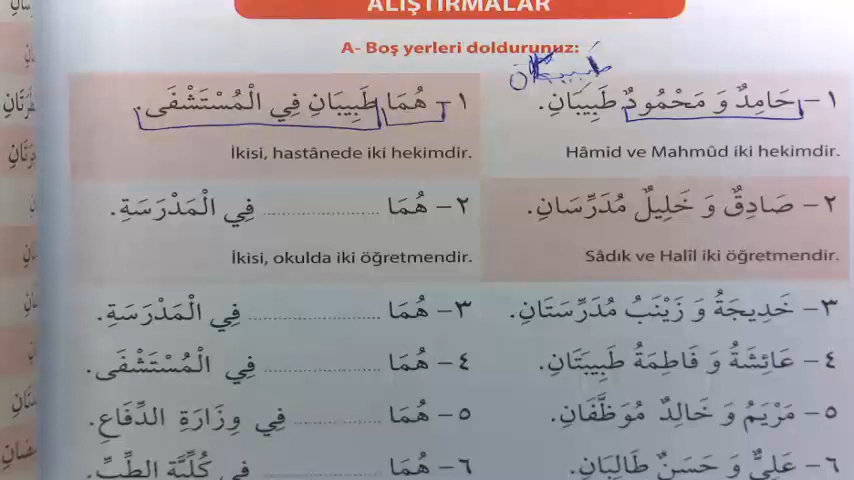 ALIŞTIRMALAR
A- Boş yerleri doldurunuz:
طَبِيبَانِ
١- حَامِدٌ وَ مَحْمُودٌ طَبِيبَانِ.
١- هُمَا طَبِيبَانِ فِي الْمُسْتَشْفَى.
Hâmid ve Mahmûd iki hekimdir.
İkisi, hastânede iki hekimdir.
٢- صَادِقٌ وَ خَلِيلٌ مُدَرِّسَانِ.
٢- هُمَا ........................ فِي الْمَدْرَسَةِ.
Sâdık ve Halîl iki öğretmendir.
İkisi, okulda iki öğretmendir.
٣- خَدِيجَةُ وَ زَيْنَبُ مُدَرِّسَتَانِ.
٣- هُمَا ........................ فِي الْمَدْرَسَةِ.
٤- عَائِشَةُ وَ فَاطِمَةُ طَبِيبَتَانِ.
٤- هُمَا ........................ فِي الْمُسْتَشْفَى.
٥- مَرْيَمُ وَ خَالِدٌ مُوَظَّفَانِ.
٥- هُمَا ........................ فِي وِزَارَةِ الدِّفَاعِ.
٦- عَلِيٌّ وَ حَسَنٌ طَالِبَانِ.
٦- هُمَا ........................ فِي كُلِّيَّةِ الطِّبِّ.